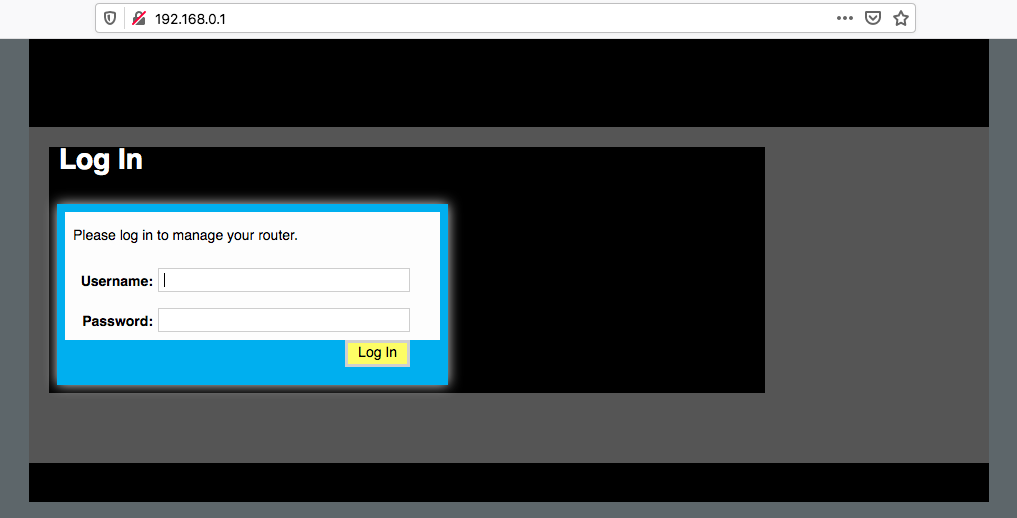 192.168.0.1
Log In
Please log in to manage your router.
Username:
Password:
Log In